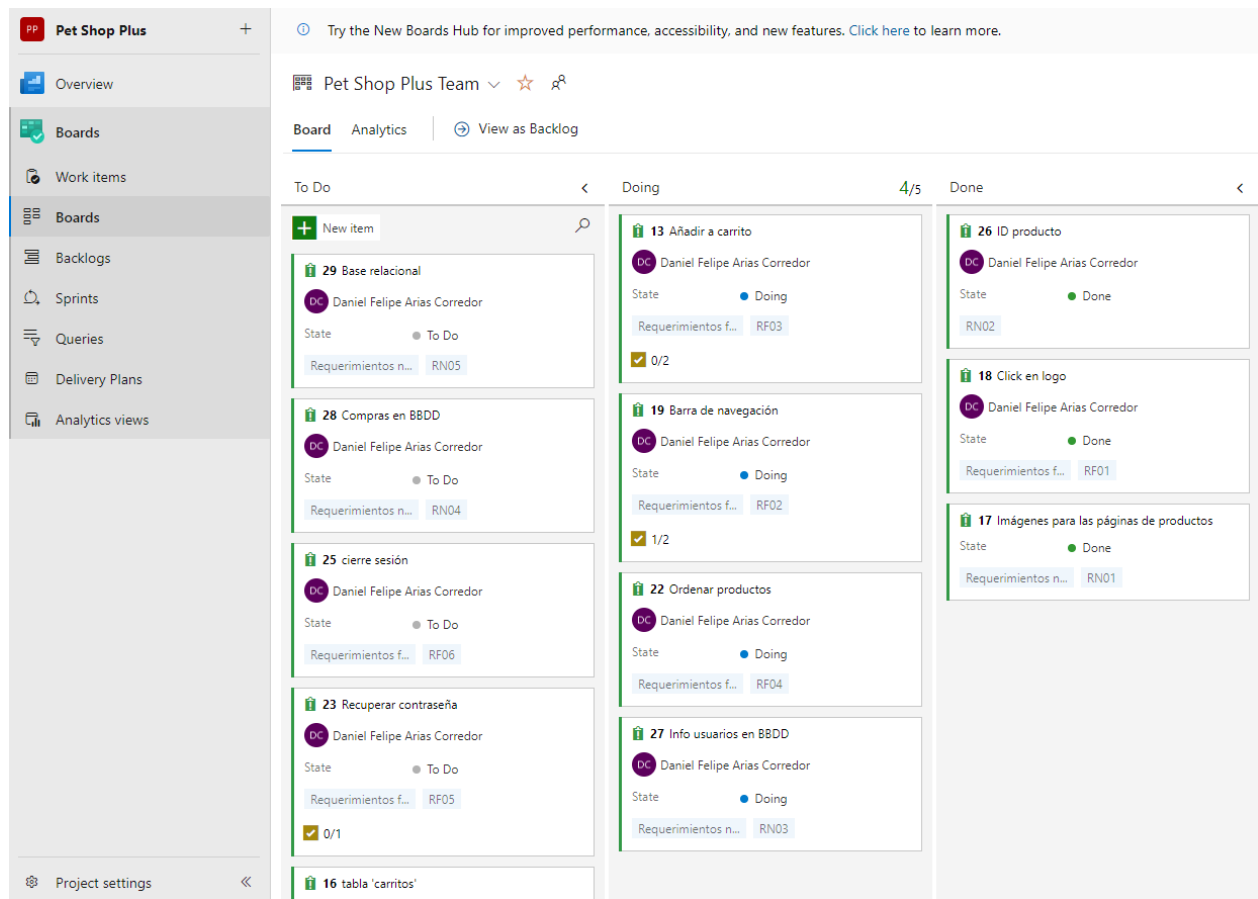 PP Pet Shop Plus +
Overview
Boards
Work items
Boards
Backlogs
Sprints
Queries
Delivery Plans
Analytics views
Project settings
Try the New Boards Hub for improved performance, accessibility, and new features. Click here to learn more.
Pet Shop Plus Team
Board Analytics View as Backlog
To Do
New item
29 Base relacional
DC Daniel Felipe Arias Corredor
State To Do
Requerimientos n... RN05
28 Compras en BBDD
DC Daniel Felipe Arias Corredor
State To Do
Requerimientos n... RN04
25 cierre sesión
DC Daniel Felipe Arias Corredor
State To Do
Requerimientos f... RF06
23 Recuperar contraseña
DC Daniel Felipe Arias Corredor
State To Do
Requerimientos f... RF05
0/1
16 tabla 'carritos'
Doing 4/5
13 Añadir a carrito
DC Daniel Felipe Arias Corredor
State Doing
Requerimientos f... RF03
0/2
19 Barra de navegación
DC Daniel Felipe Arias Corredor
State Doing
Requerimientos f... RF02
1/2
22 Ordenar productos
DC Daniel Felipe Arias Corredor
State Doing
Requerimientos f... RF04
27 Info usuarios en BBDD
DC Daniel Felipe Arias Corredor
State Doing
Requerimientos n... RN03
Done
26 ID producto
DC Daniel Felipe Arias Corredor
State Done
RN02
18 Click en logo
DC Daniel Felipe Arias Corredor
State Done
Requerimientos f... RF01
17 Imágenes para las páginas de productos
State Done
Requerimientos n... RN01